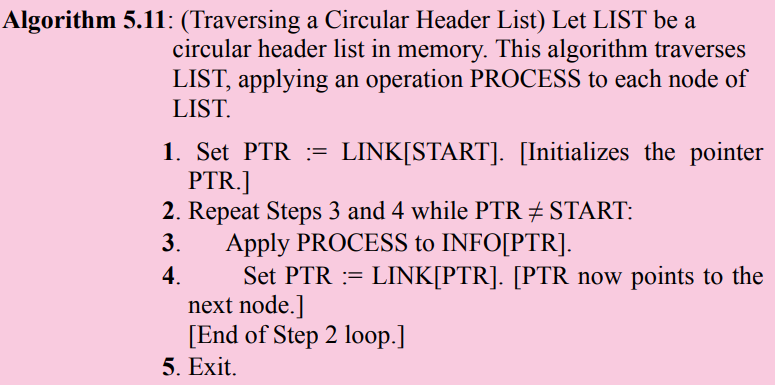 Algorithm 5.11: (Traversing a Circular Header List) Let LIST be a
circular header list in memory. This algorithm traverses
LIST, applying an operation PROCESS to each node of
LIST.
1. Set PTR := LINK[START]. [Initializes the pointer
PTR.]
2. Repeat Steps 3 and 4 while PTR ≠ START:
3. Apply PROCESS to INFO[PTR].
4. Set PTR := LINK[PTR]. [PTR now points to the
next node.]
[End of Step 2 loop.]
5. Exit.